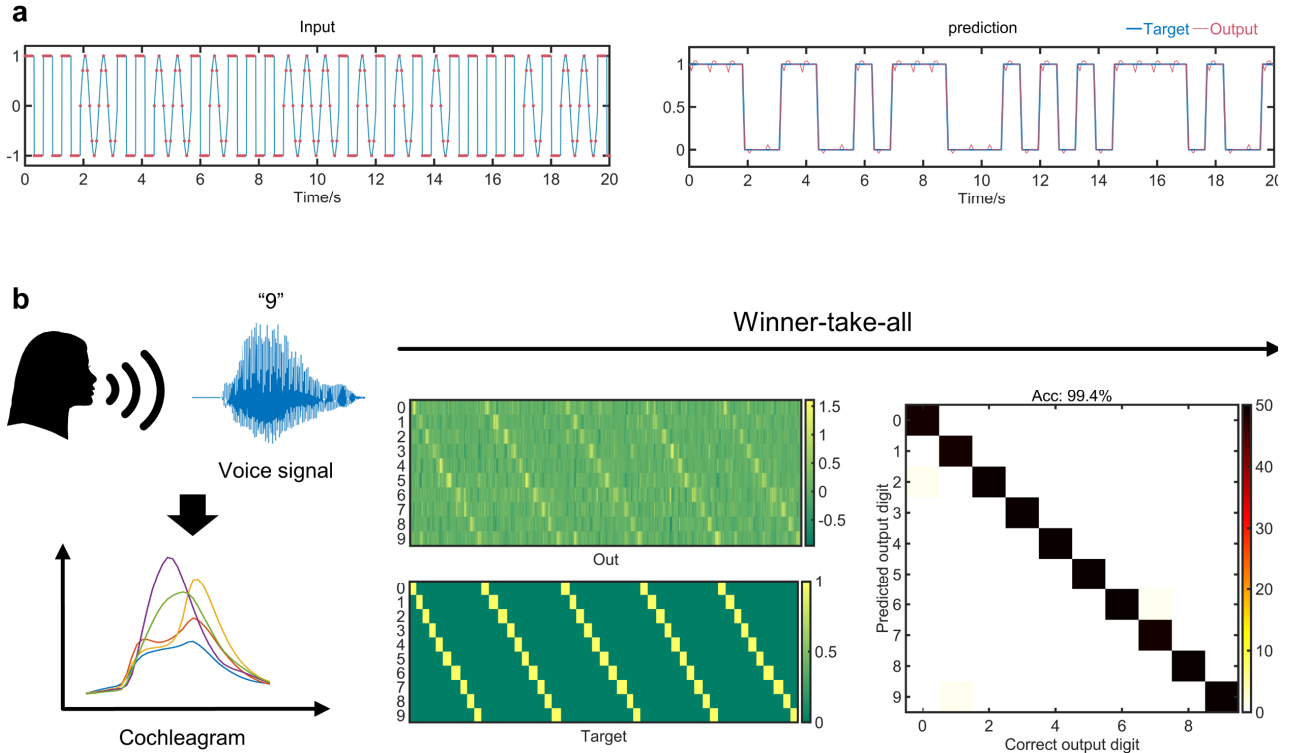 a
Input
1
0
-1
0 2 4 6 8 10 12 14 16 18 20
Time/s
prediction
Target Output
1
0.5
0
0 2 4 6 8 10 12 14 16 18 20
Time/s
b
“9”
Voice signal
Cochleagram
Winner-take-all
0
1
2
3
4
5
6
7
8
9
1.5
1
0.5
0
-0.5
Out
0
1
2
3
4
5
6
7
8
9
1
0.5
0
Target
Acc: 99.4%
Predicted output digit
0
1
2
3
4
5
6
7
8
9
50
40
30
20
10
0
0 2 4 6 8
Correct output digit